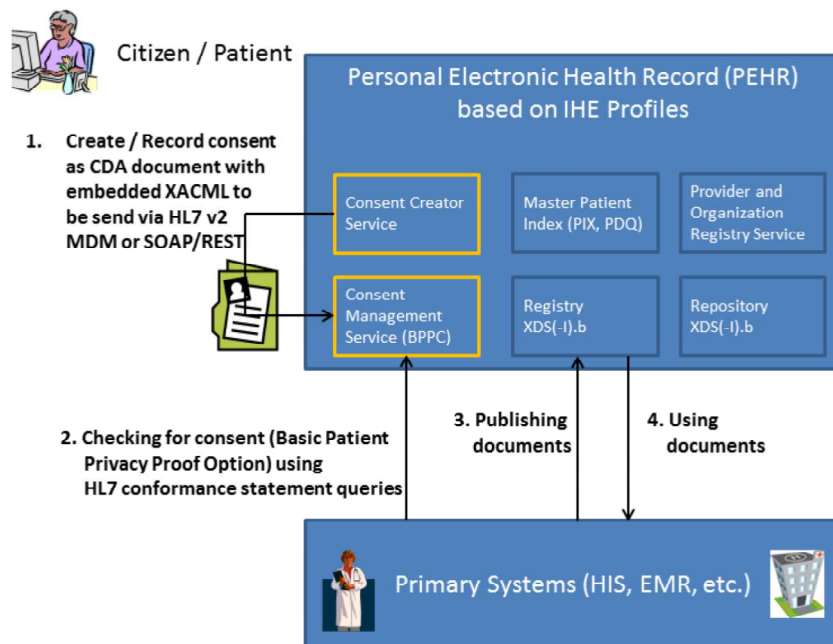 Citizen / Patient
Personal Electronic Health Record (PEHR)
based on IHE Profiles
1. Create / Record consent
as CDA document with
embedded XACML to
be send via HL7 v2
MDM or SOAP/REST
Consent Creator
Service
Master Patient
Index (PIX, PDQ)
Provider and
Organization
Registry Service
Consent
Management
Service (BPPC)
Registry
XDS(-I).b
Repository
XDS(-I).b
2. Checking for consent (Basic Patient
Privacy Proof Option) using
HL7 conformance statement queries
3. Publishing
documents
4. Using
documents
Primary Systems (HIS, EMR, etc.)